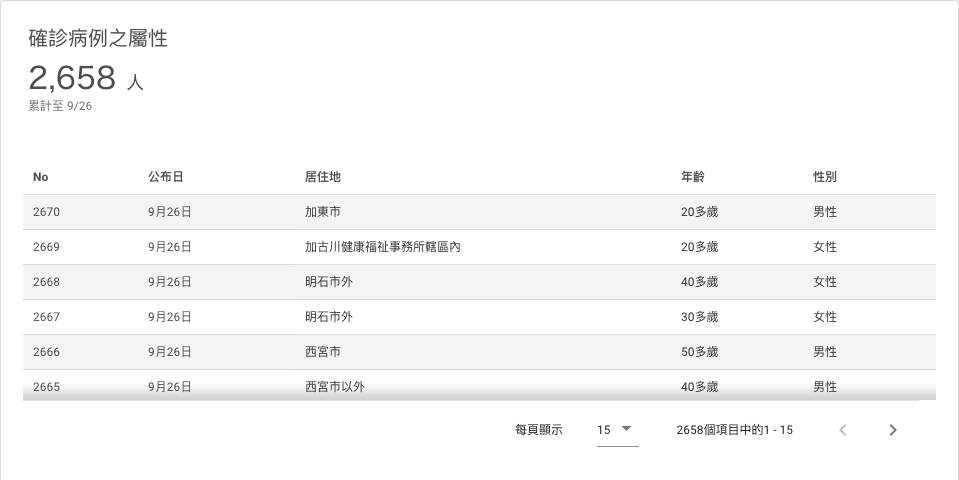 確診病例之屬性
2,658 人
累計至 9/26
No 公布日 居住地 年齡 性別
2670 9月26日 加東市 20多歲 男性
2669 9月26日 加古川健康福祉事務所轄區內 20多歲 女性
2668 9月26日 明石市外 40多歲 女性
2667 9月26日 明石市外 30多歲 女性
2666 9月26日 西宮市 50多歲 男性
2665 9月26日 西宮市以外 40多歲 男性
每頁顯示 15 2658個項目中的1 - 15